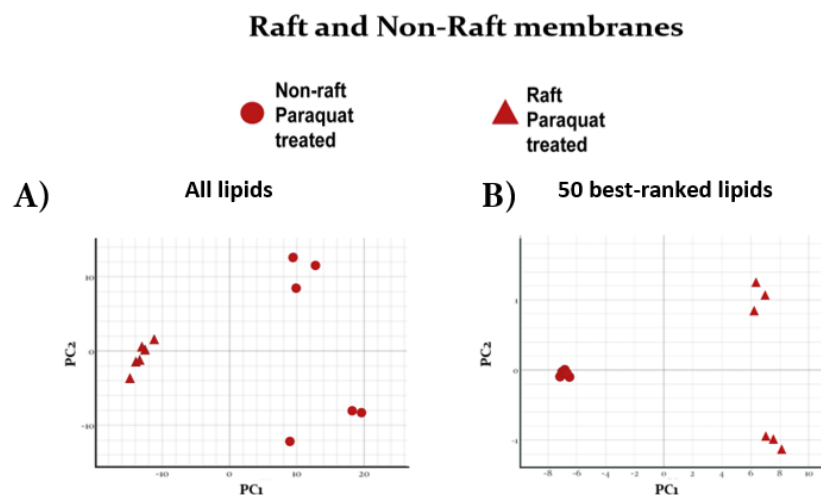 Raft and Non-Raft membranes
Non-raft
Paraquat
treated
Raft
Paraquat
treated
A)
All lipids
10
0
-10
PC2
-10 0 10 20
PC1
B)
50 best-ranked lipids
1
0
-1
PC2
-8 -6 -4 -2 0 2 4 6 8 10
PC1